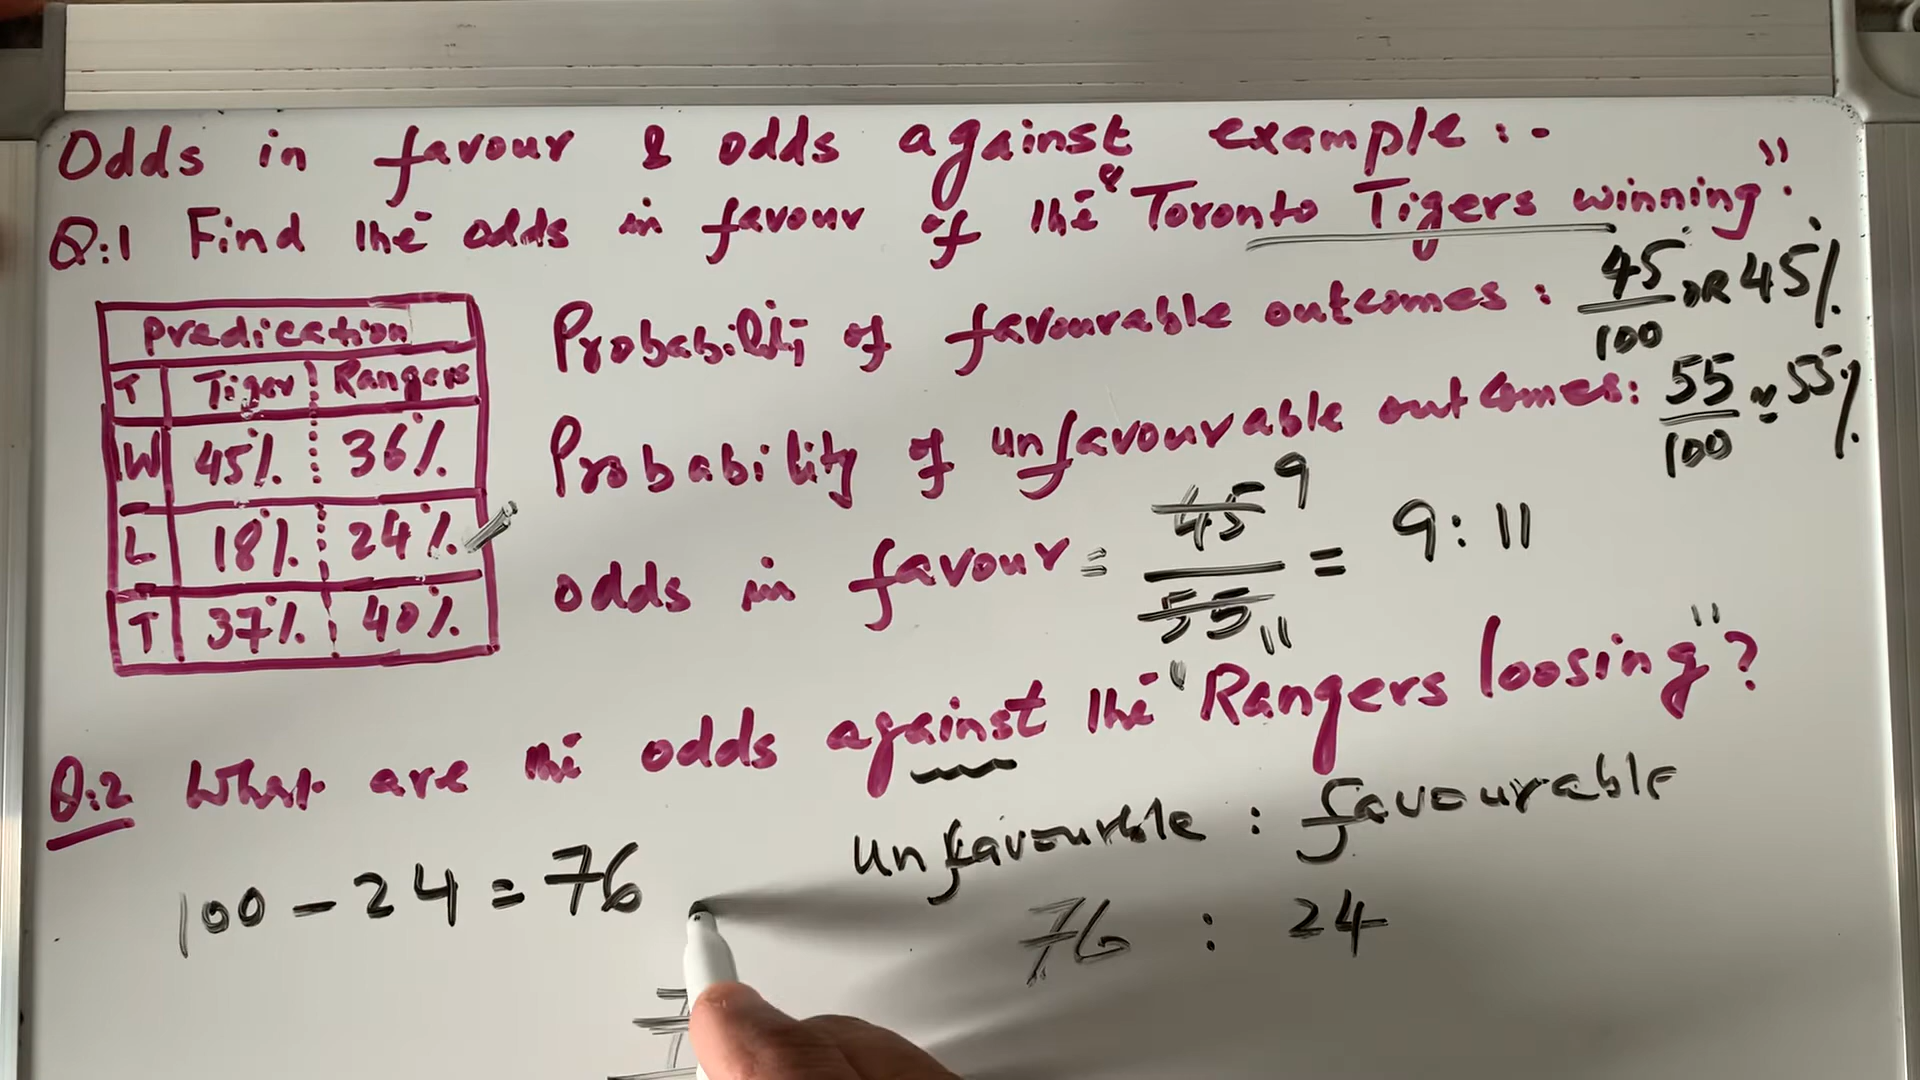 Odds in favour & odds against example:-
Q:1 Find the odds in favour of the "Toronto Tigers winning".
Predication
T Tiger Rangers
W 45% 36%
L 18% 24%
T 37% 40%
Probability of favourable outcomes: 45/100 OR 45%
Probability of unfavourable outcomes: 55/100 or 55%
odds in favour = 45 9 / 55 11 = 9:11
Q:2 What are the odds against the "Rangers loosing"?
unfavourble : favourable
100 - 24 = 76
76 : 24